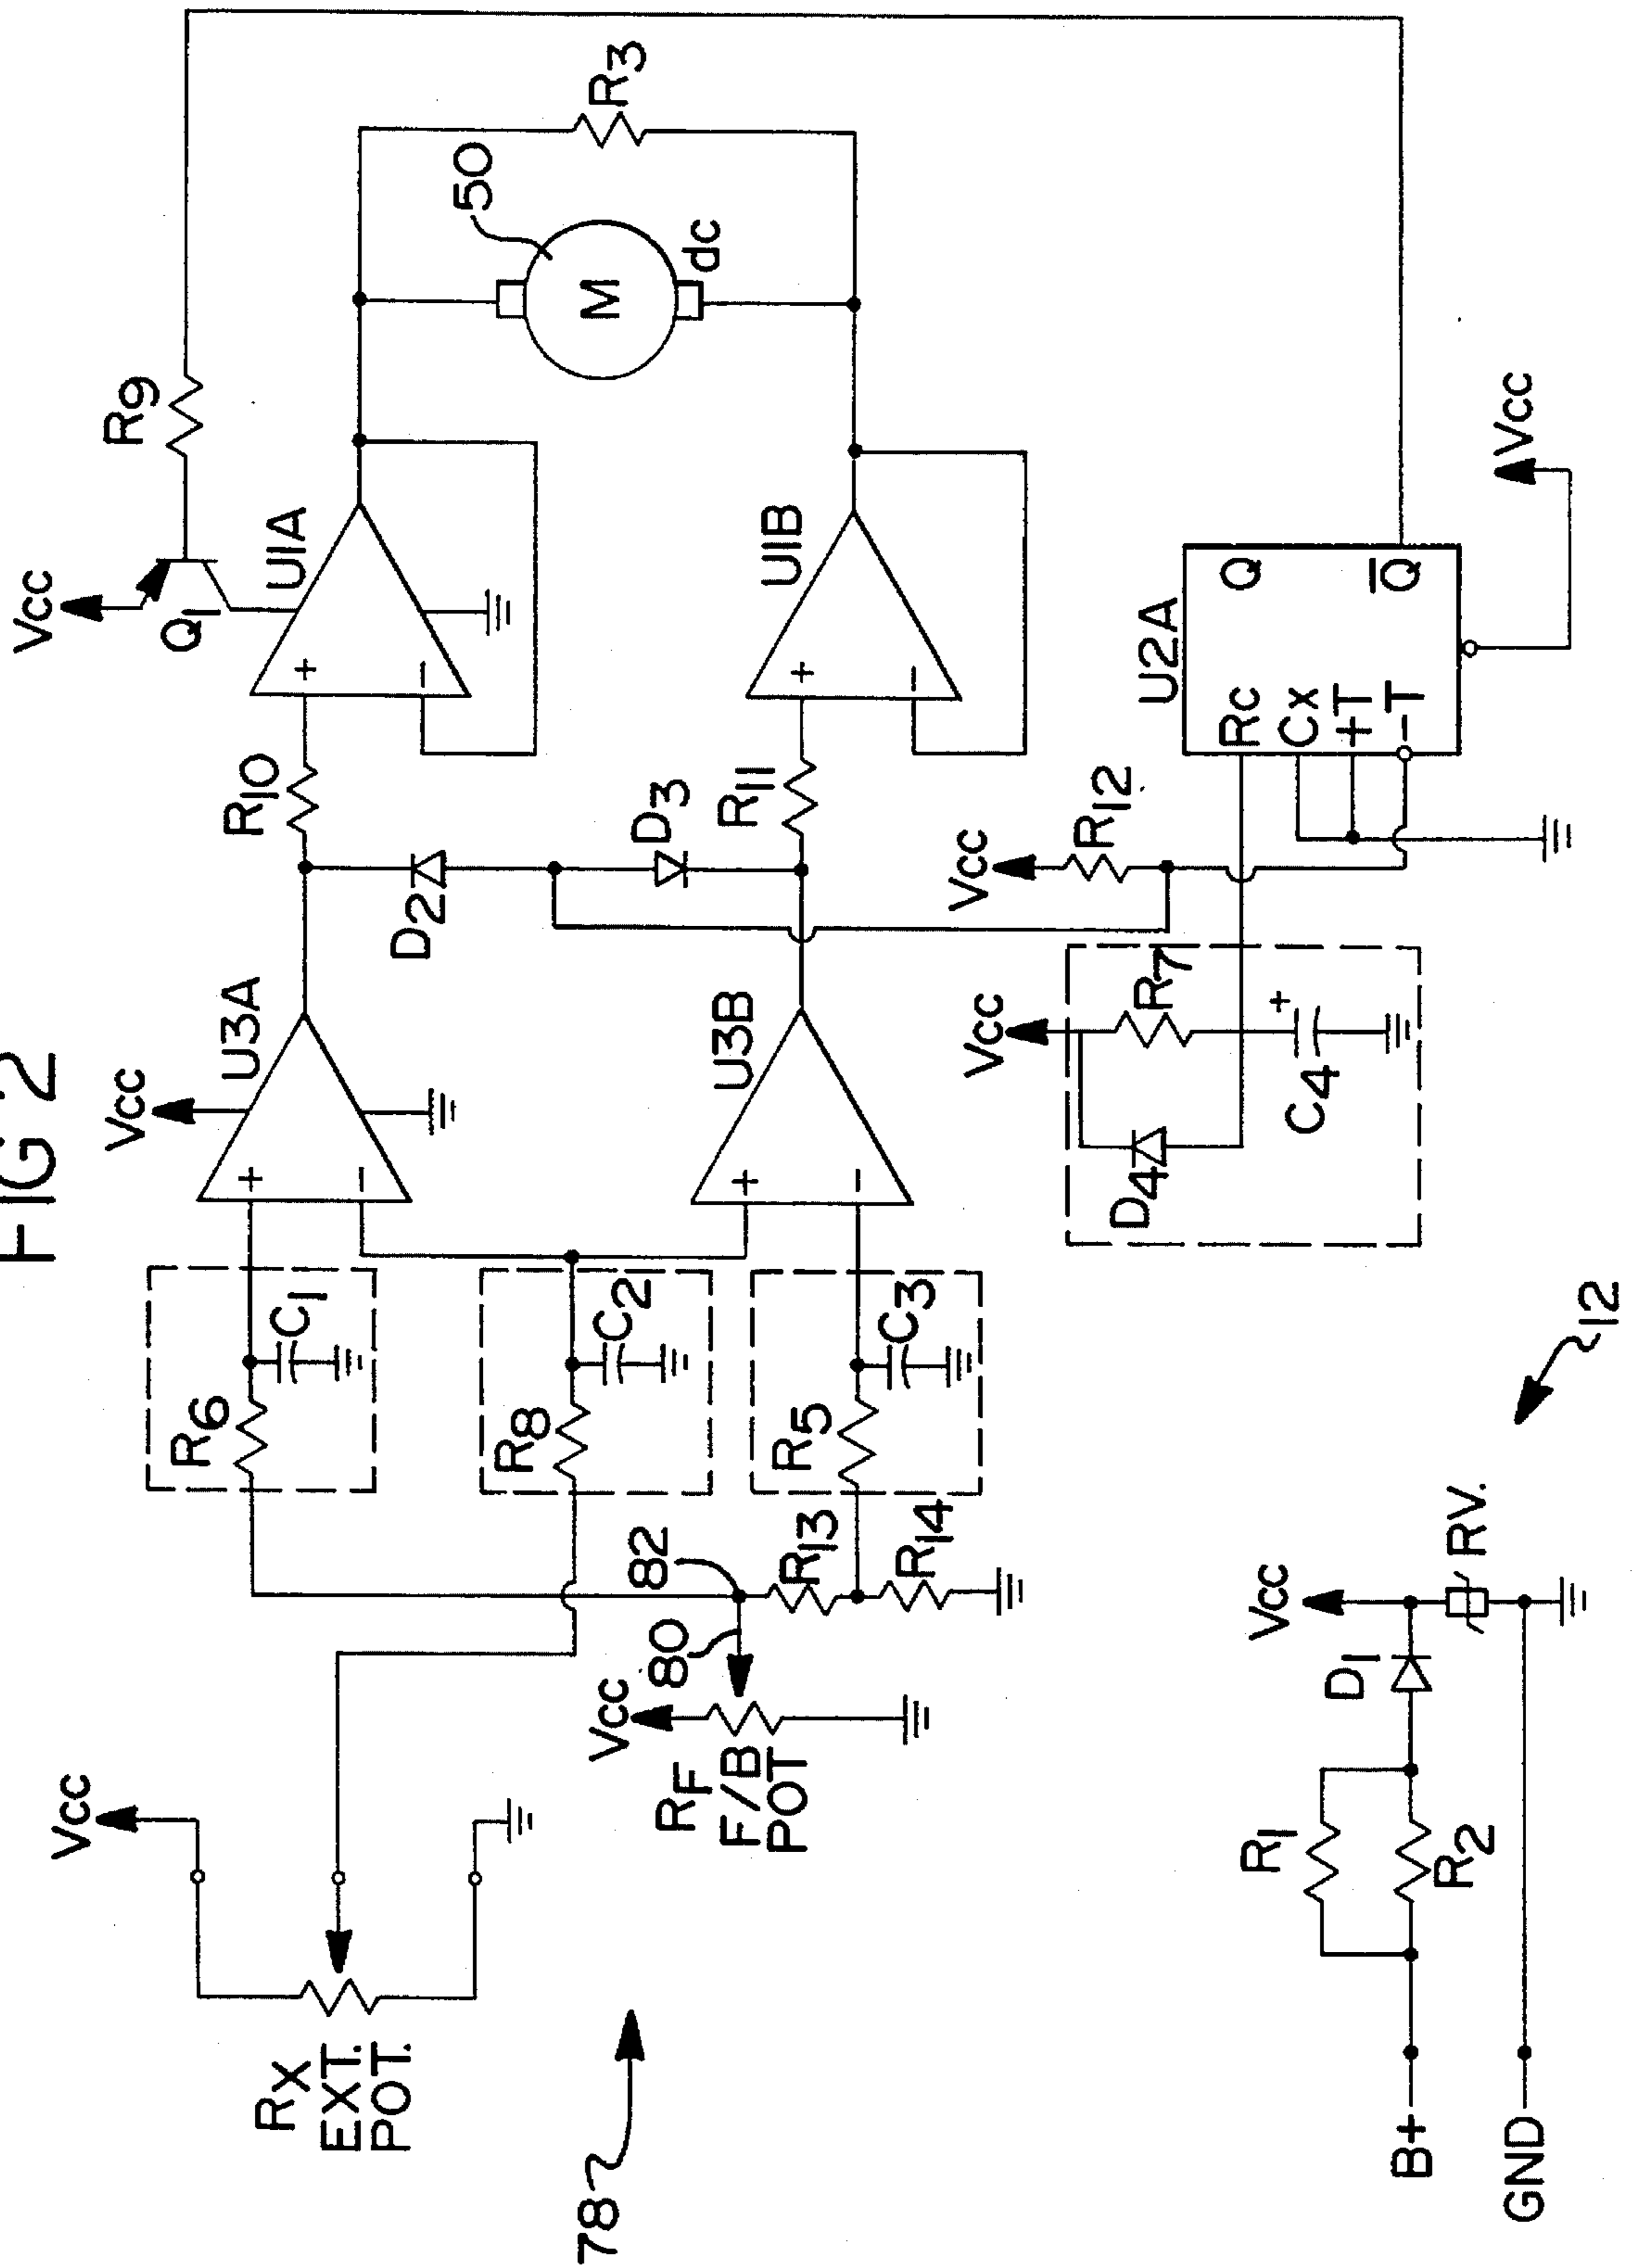 FIG 2
Vcc
Q1
R9
Vcc
U3A
+
-
R10
U1A
+
-
R6
C1
D2
50
M
dc
R3
Vcc
RX
EXT.
POT.
R8
C2
D3
82
80
Vcc
RF
F/B
POT
R13
R14
R5
C3
U3B
+
-
R11
U1B
+
-
Vcc
R12
U2A
Rc
Cx
+T
-T
Q
Q
Vcc
Vcc
R7
D4
+
C4
78
B+
GND
R1
R2
D1
Vcc
RV.
12